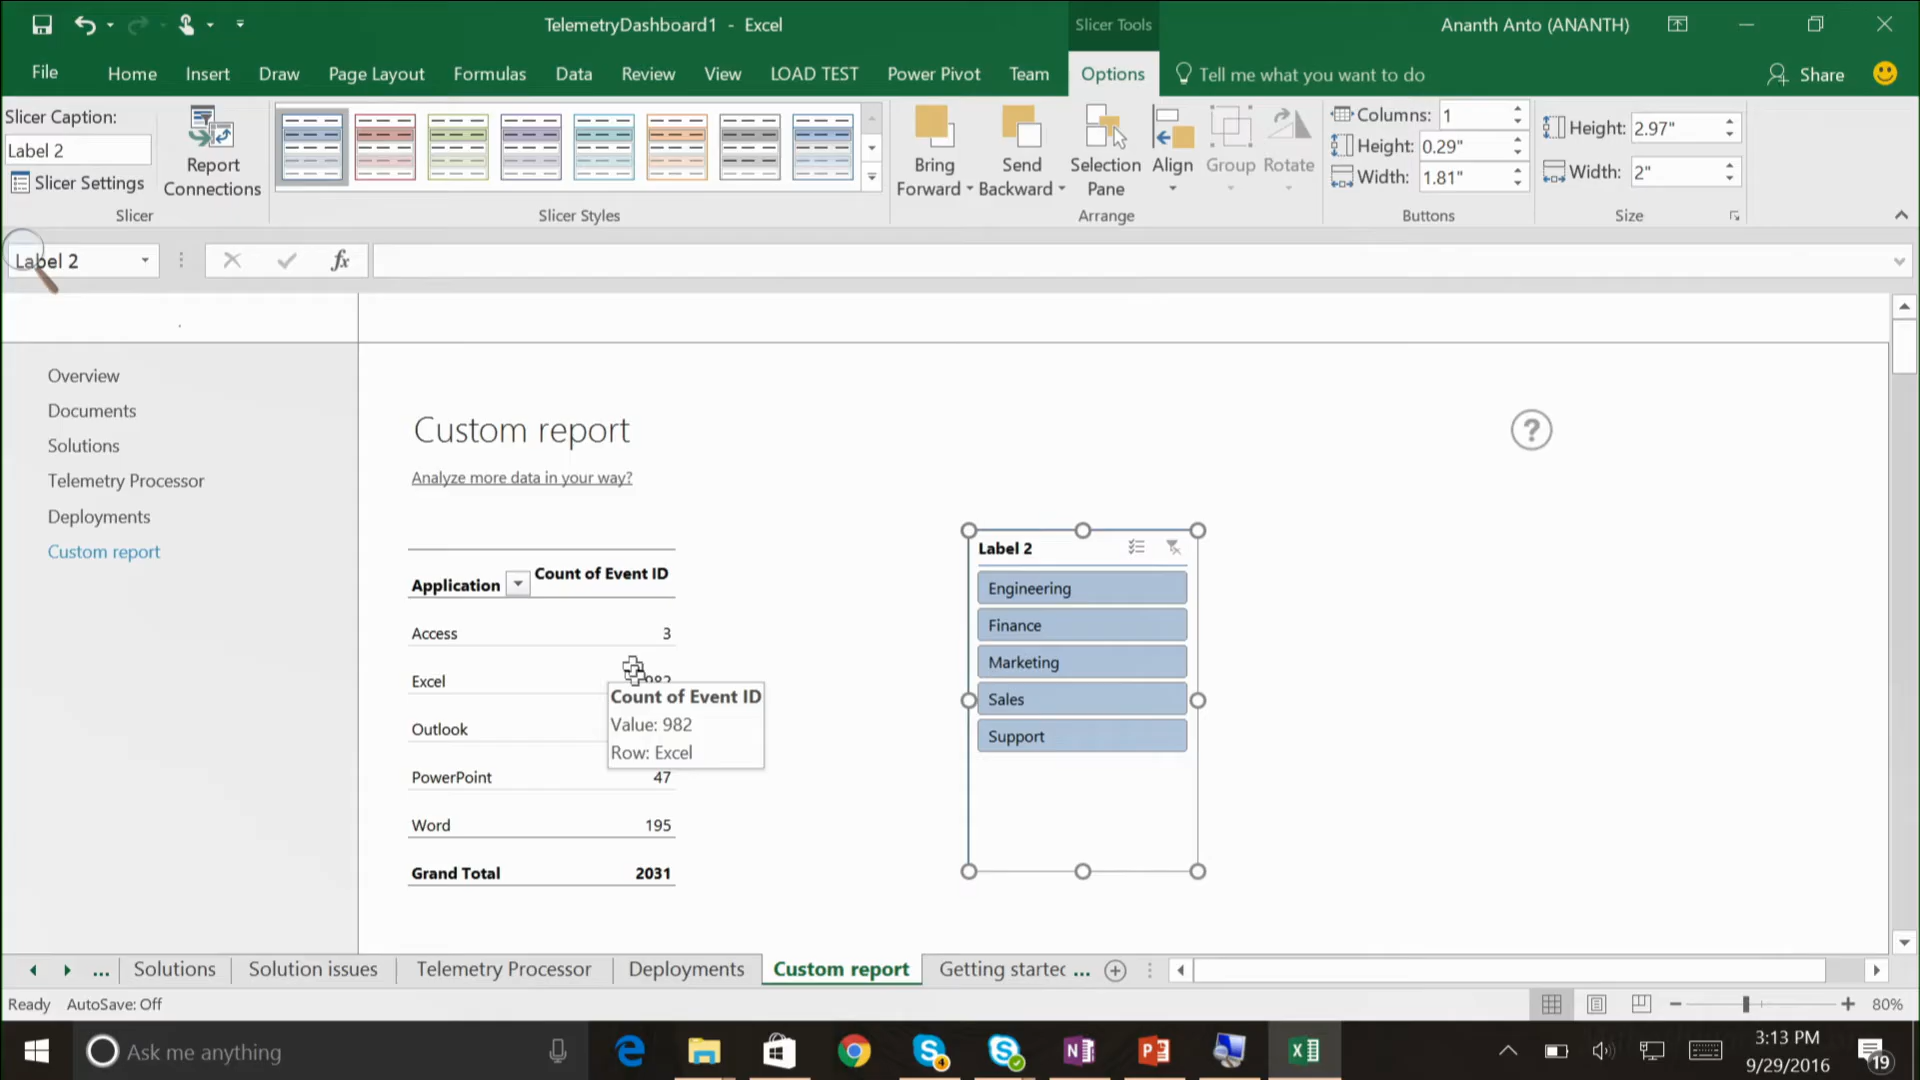 TelemetryDashboard1 - Excel
Slicer Tools
Ananth Anto (ANANTH)
File
Home
Insert
Draw
Page Layout
Formulas
Data
Review
View
LOAD TEST
Power Pivot
Team
Options
Tell me what you want to do
Share
Slicer Caption:
Label 2
Slicer Settings
Report
Connections
Slicer
Slicer Styles
Bring
Forward
Send
Backward
Selection
Pane
Align
Group
Rotate
Arrange
Columns: 1
Height: 0.29"
Width: 1.81"
Buttons
Height: 2.97"
Width: 2"
Size
Label 2
fx
Overview
Documents
Solutions
Telemetry Processor
Deployments
Custom report
Custom report
?
Analyze more data in your way?
Application
Count of Event ID
Access 3
Excel 982
Outlook
PowerPoint 47
Word 195
Grand Total 2031
Count of Event ID
Value: 982
Row: Excel
Label 2
Engineering
Finance
Marketing
Sales
Support
... Solutions
Solution issues
Telemetry Processor
Deployments
Custom report
Getting started ...
Ready
AutoSave: Off
80%
Ask me anything
4
3:13 PM
9/29/2016
19